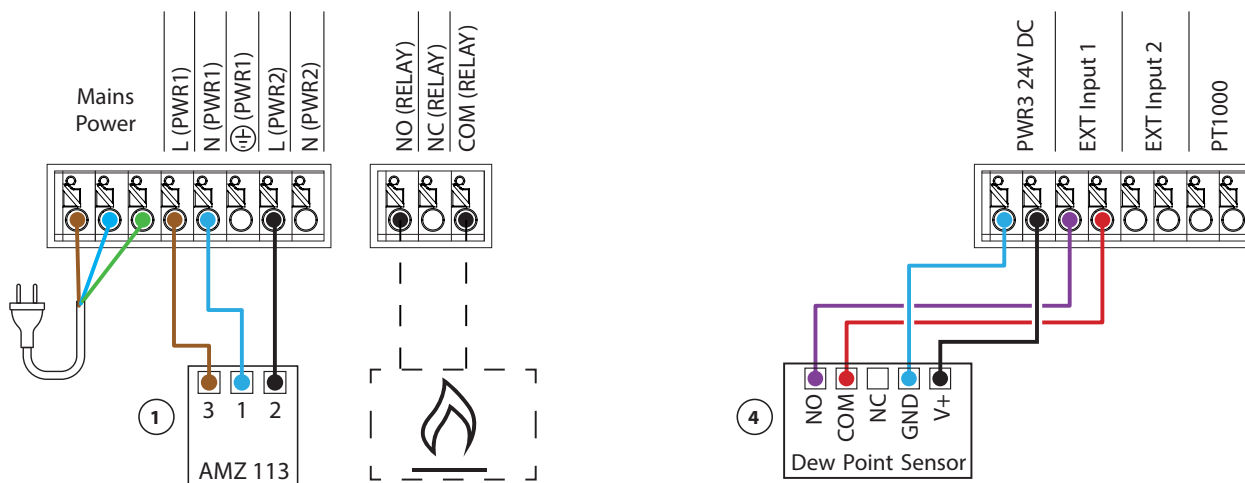 Mains
Power
L (PWR1)
N (PWR1)
(PWR1)
L (PWR2)
N (PWR2)
NO (RELAY)
NC (RELAY)
COM (RELAY)
PWR3 24V DC
EXT Input 1
EXT Input 2
PT1000
1
3 1 2
AMZ 113
4
NO
COM
NC
GND
V+
Dew Point Sensor